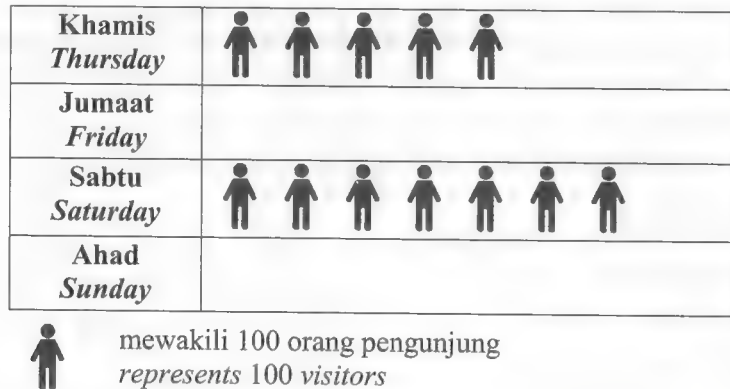 Khamis
Thursday
Jumaat
Friday
Sabtu
Saturday
Ahad
Sunday
mewakili 100 orang pengunjung
represents 100 visitors